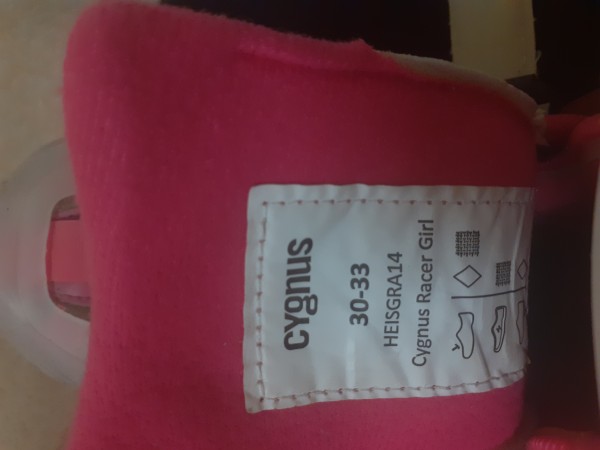 cygnus
30-33
HEISGRA14
Cygnus Racer Girl